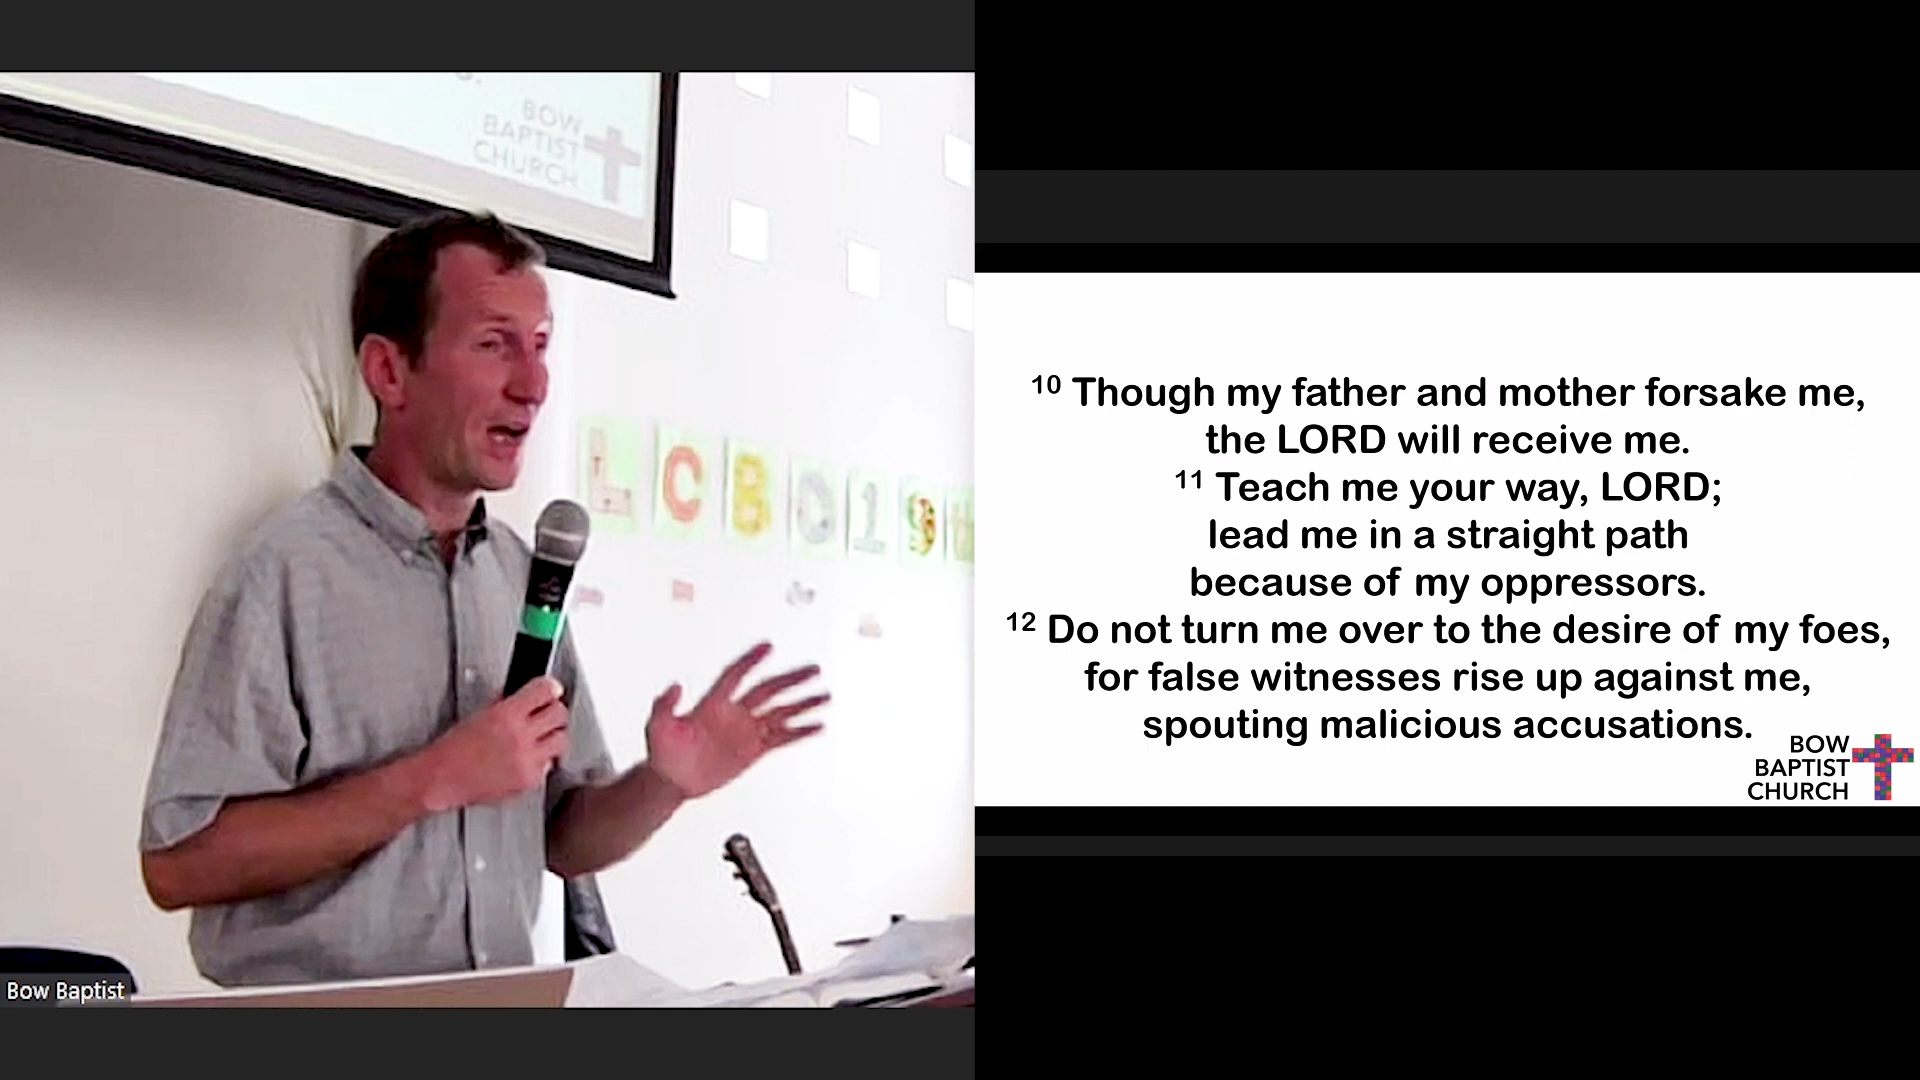 BOW
BAPTIST
CHURCH
L C B 0 1 9
Bow Baptist
10 Though my father and mother forsake me,
the LORD will receive me.
11 Teach me your way, LORD;
lead me in a straight path
because of my oppressors.
12 Do not turn me over to the desire of my foes,
for false witnesses rise up against me,
spouting malicious accusations.
BOW
BAPTIST
CHURCH